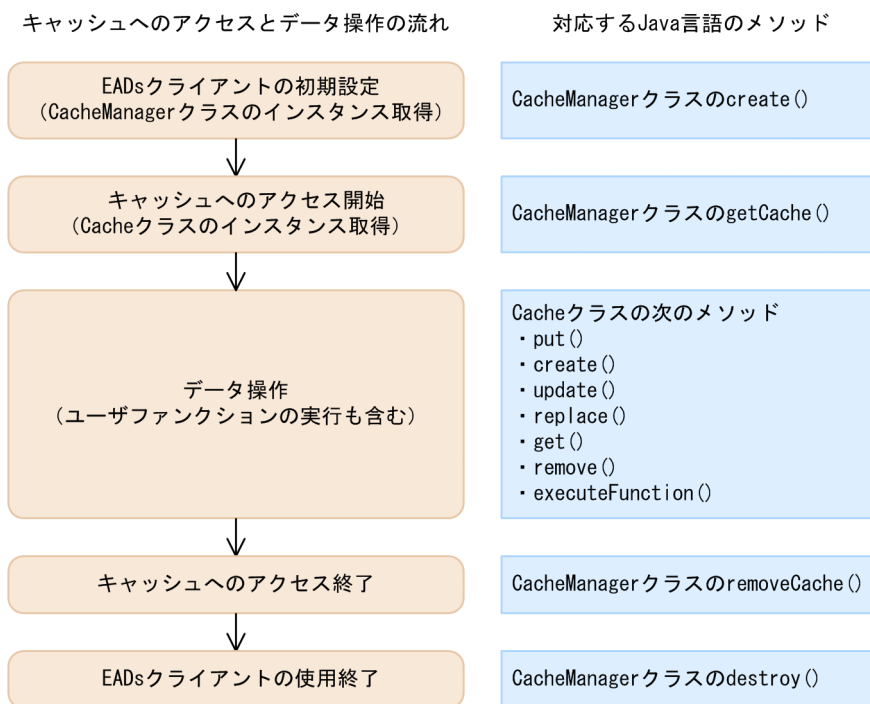 キャッシュへのアクセスとデータ操作の流れ
対応するJava言語のメソッド
EADsクライアントの初期設定
（CacheManagerクラスのインスタンス取得）
CacheManagerクラスのcreate()
キャッシュへのアクセス開始
（Cacheクラスのインスタンス取得）
CacheManagerクラスのgetCache()
データ操作
（ユーザファンクションの実行も含む）
Cacheクラスの次のメソッド
・put()
・create()
・update()
・replace()
・get()
・remove()
・executeFunction()
キャッシュへのアクセス終了
CacheManagerクラスのremoveCache()
EADsクライアントの使用終了
CacheManagerクラスのdestroy()